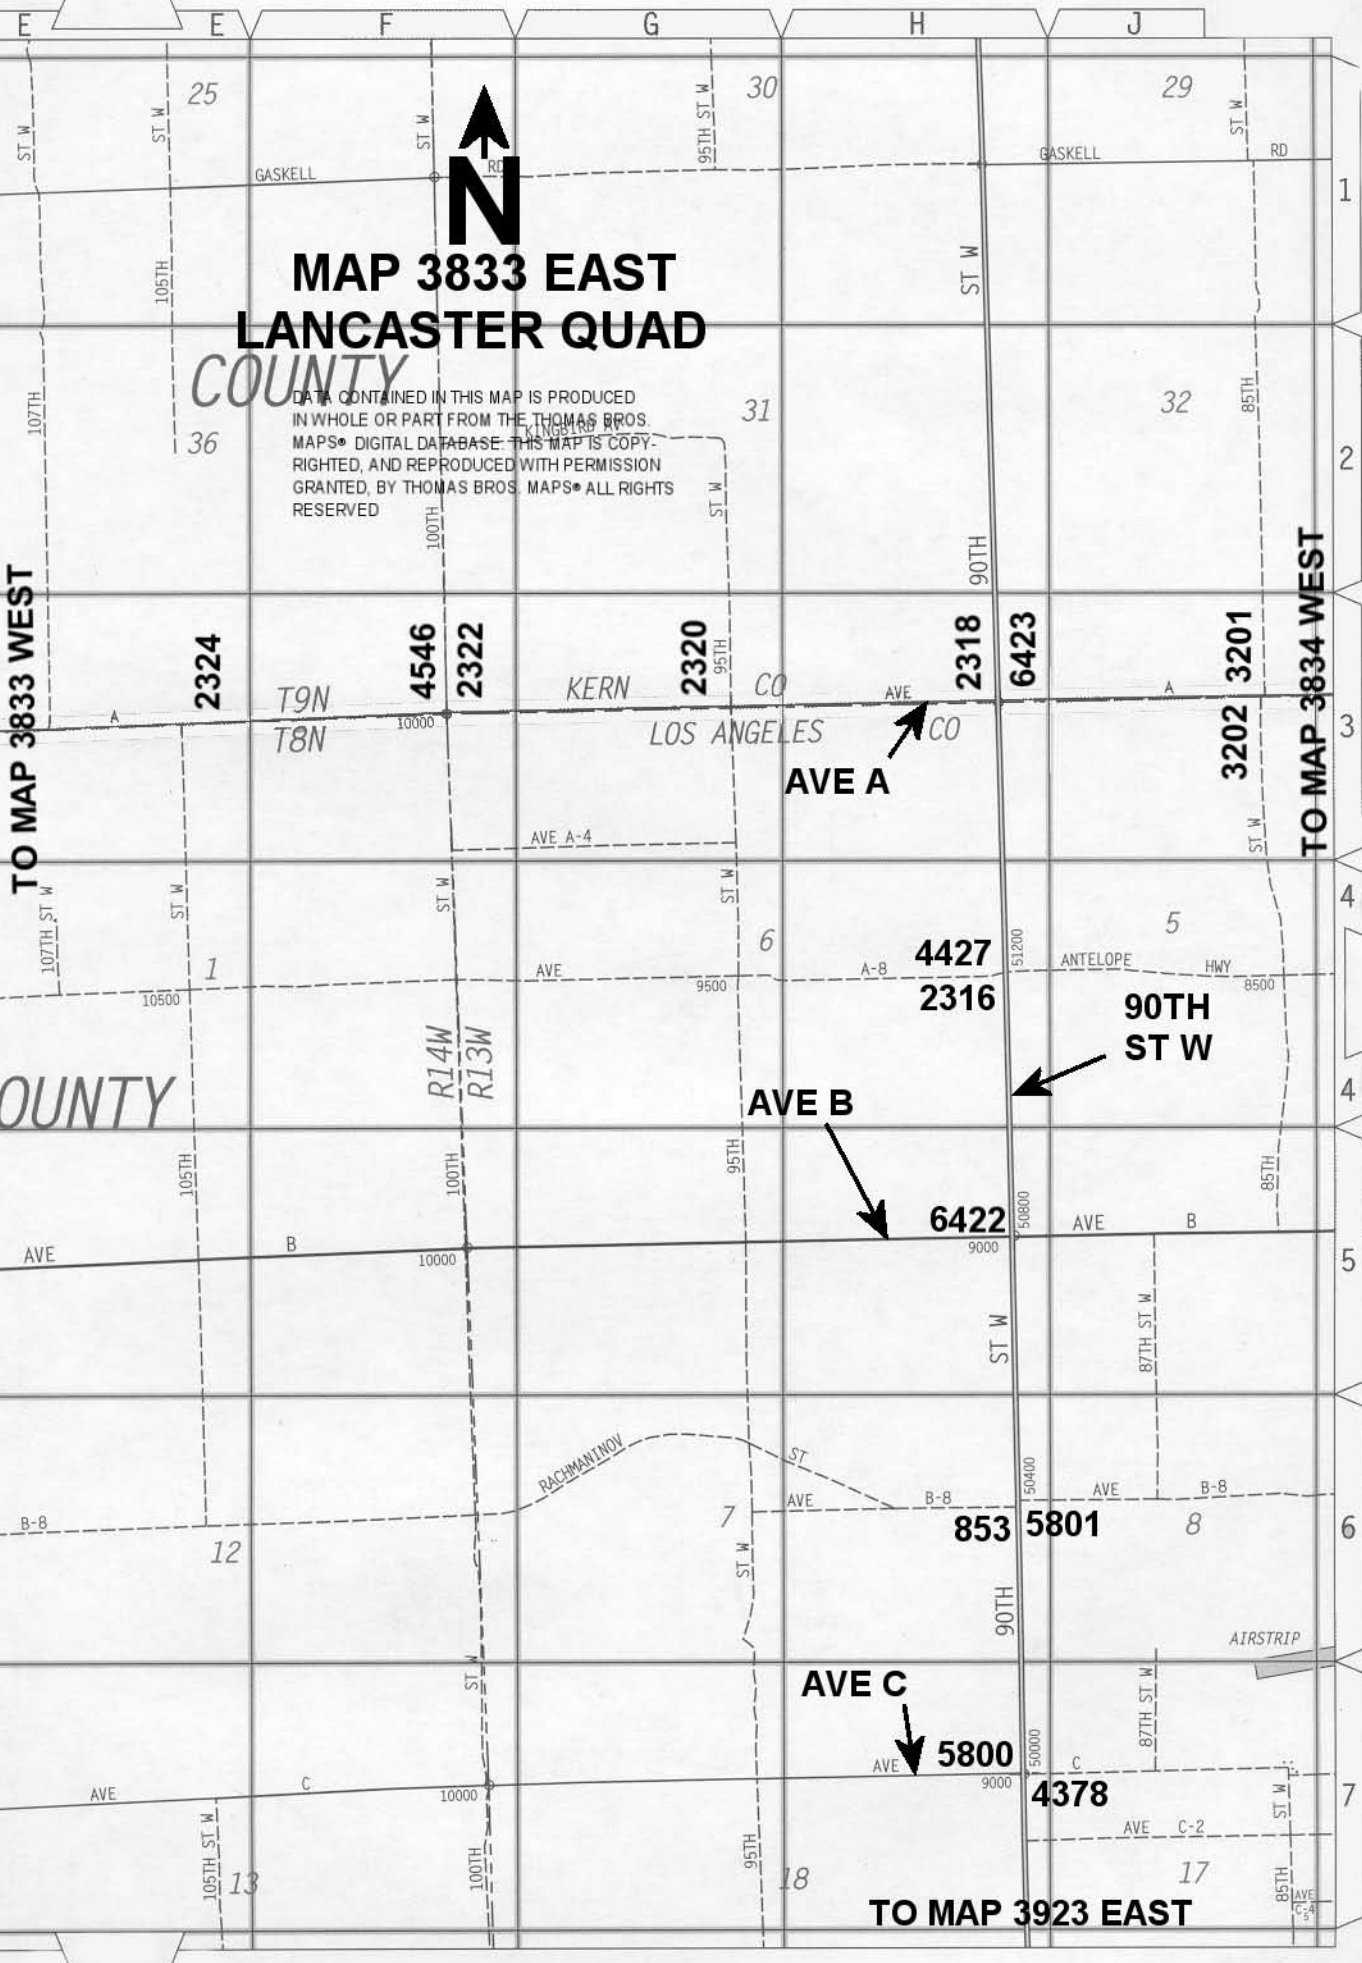 E
E
F
G
H
J
25
30
29
ST W
ST W
ST W
95TH ST W
ST W
GASKELL
RD
GASKELL
RD
N
1
MAP 3833 EAST
LANCASTER QUAD
105TH
ST W
COUNTY
DATA CONTAINED IN THIS MAP IS PRODUCED
IN WHOLE OR PART FROM THE THOMAS BROS.
MAPS® DIGITAL DATABASE. THIS MAP IS COPY-
RIGHTED, AND REPRODUCED WITH PERMISSION
GRANTED, BY THOMAS BROS. MAPS® ALL RIGHTS
RESERVED
KINGBIRD AV
107TH
36
31
32
85TH
2
ST W
100TH
90TH
TO MAP 3833 WEST
TO MAP 3834 WEST
2324
4546
2322
2320
95TH
2318
6423
3201
T9N
KERN
CO
AVE
A
A
10000
T8N
LOS ANGELES
CO
3202
3
AVE A
AVE A-4
ST W
107TH ST W
ST W
ST W
ST W
4
6
5
1
4427
51200
ANTELOPE
HWY
AVE
A-8
10500
9500
2316
8500
90TH
ST W
R14W
R13W
OUNTY
4
AVE B
105TH
100TH
95TH
85TH
6422
50800
AVE
B
AVE
B
10000
9000
5
ST W
87TH ST W
RACHMANINOV
ST
50400
AVE
B-8
AVE
B-8
B-8
7
853
5801
8
6
12
ST W
90TH
AIRSTRIP
ST W
87TH ST W
AVE C
5800
50000
AVE
C
AVE
C
10000
9000
4378
7
ST W
AVE
C-2
105TH ST W
13
100TH
95TH
18
17
85TH
AVE
C-4
TO MAP 3923 EAST